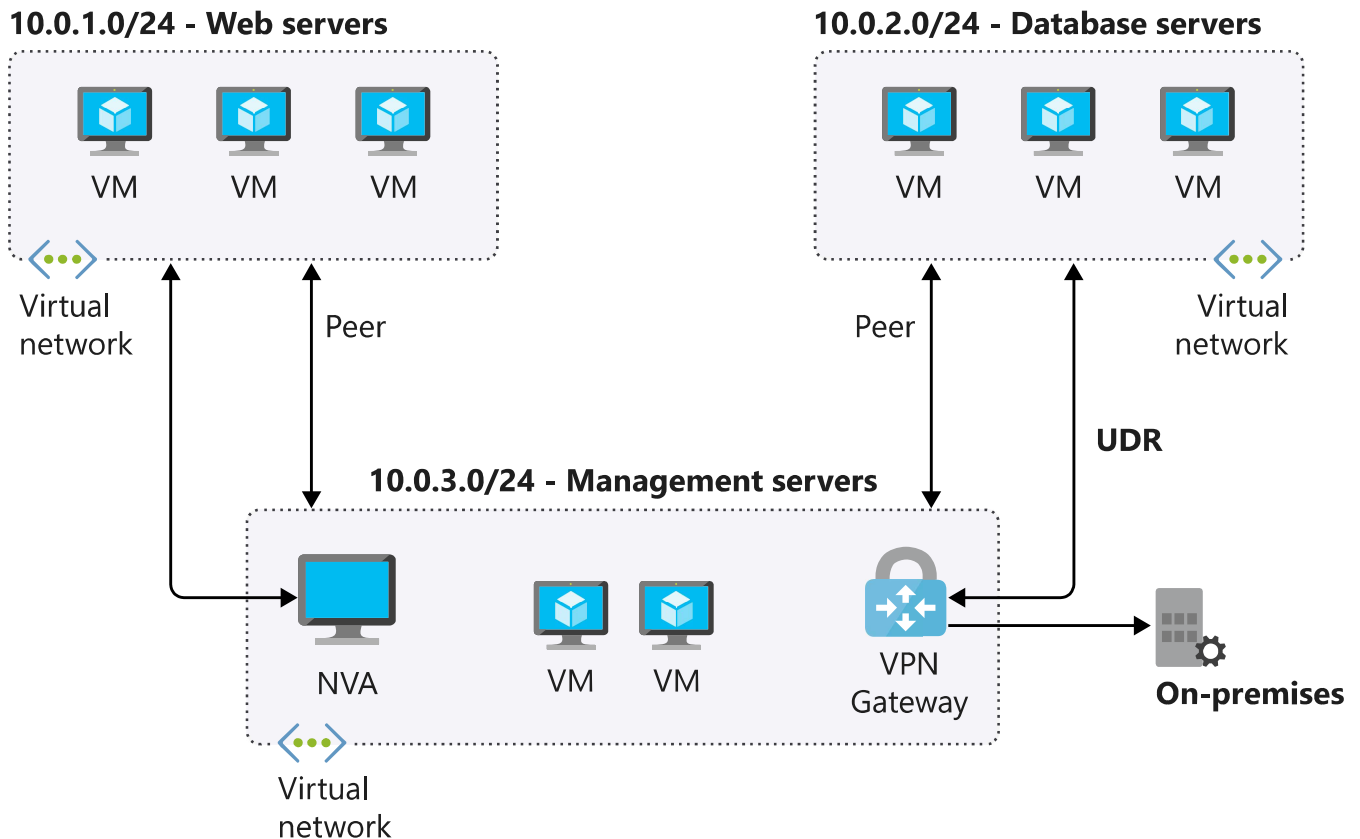 10.0.1.0/24 - Web servers
10.0.2.0/24 - Database servers
VM
VM
VM
VM
VM
VM
Virtual
network
Peer
Peer
Virtual
network
UDR
10.0.3.0/24 - Management servers
NVA
VM
VM
VPN
Gateway
On-premises
Virtual
network